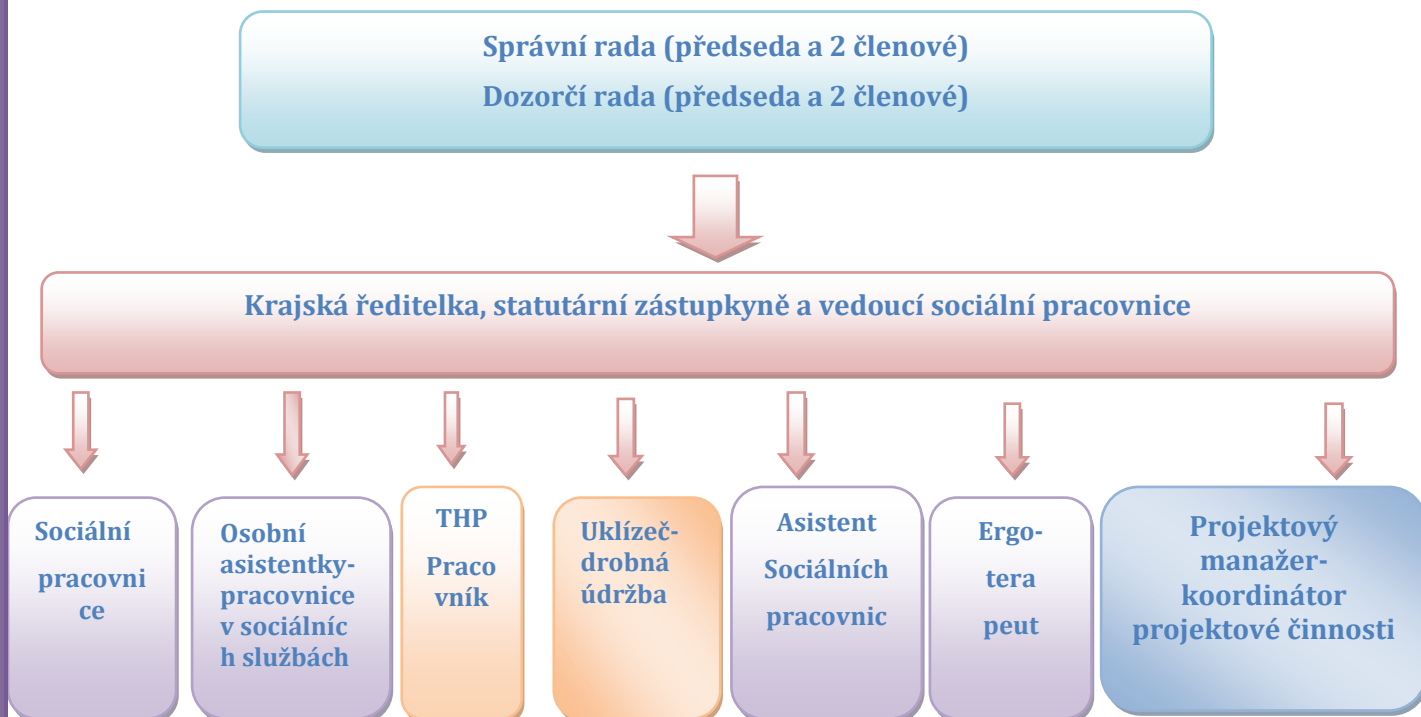 Správní rada (předseda a 2 členové)
Dozorčí rada (předseda a 2 členové)
Krajská ředitelka, statutární zástupkyně a vedoucí sociální pracovnice
Sociální
pracovni
ce
Osobní
asistentky-
pracovnice
v sociálníc
h službách
THP
Praco
vník
Uklízeč-
drobná
údržba
Asistent
Sociálních
pracovnic
Ergo-
tera
peut
Projektový
manažer-
koordinátor
projektové činnosti